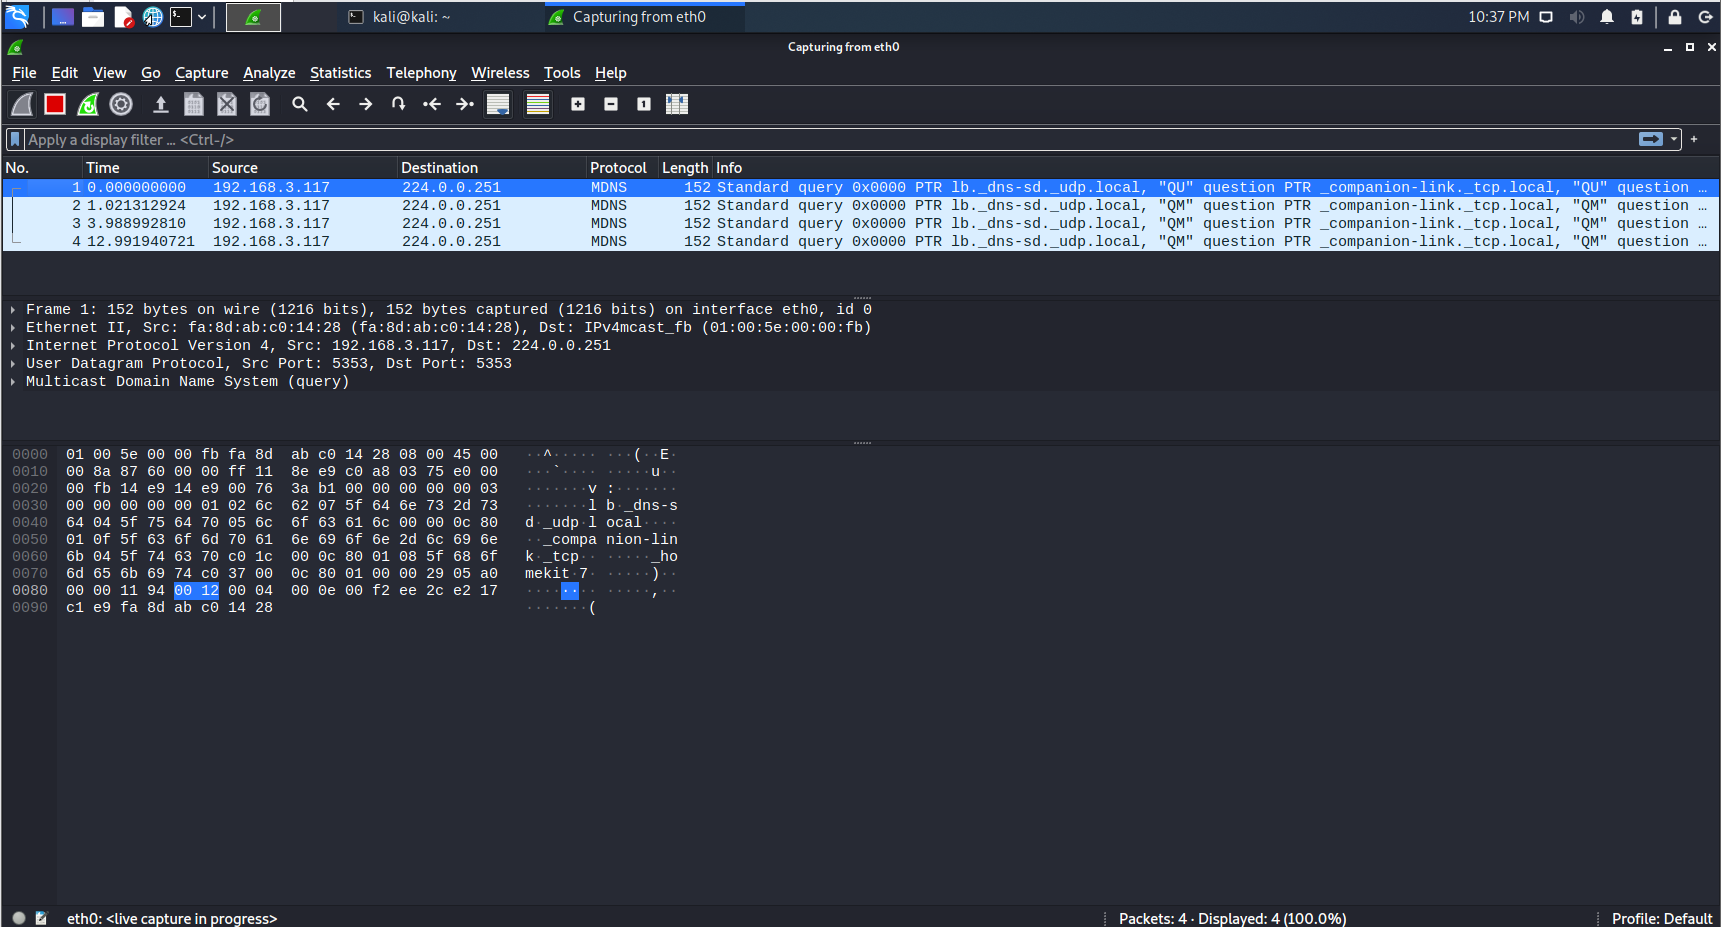 kali@kali: ~ Capturing from eth0 10:37 PM
Capturing from eth0
File Edit View Go Capture Analyze Statistics Telephony Wireless Tools Help
Apply a display filter … <Ctrl-/>
No. Time Source Destination Protocol Length Info
1 0.000000000 192.168.3.117 224.0.0.251 MDNS 152 Standard query 0x0000 PTR lb._dns-sd._udp.local, "QU" question PTR _companion-link._tcp.local, "QU" question …
2 1.021312924 192.168.3.117 224.0.0.251 MDNS 152 Standard query 0x0000 PTR lb._dns-sd._udp.local, "QM" question PTR _companion-link._tcp.local, "QM" question …
3 3.988992810 192.168.3.117 224.0.0.251 MDNS 152 Standard query 0x0000 PTR lb._dns-sd._udp.local, "QM" question PTR _companion-link._tcp.local, "QM" question …
4 12.991940721 192.168.3.117 224.0.0.251 MDNS 152 Standard query 0x0000 PTR lb._dns-sd._udp.local, "QM" question PTR _companion-link._tcp.local, "QM" question …
Frame 1: 152 bytes on wire (1216 bits), 152 bytes captured (1216 bits) on interface eth0, id 0
Ethernet II, Src: fa:8d:ab:c0:14:28 (fa:8d:ab:c0:14:28), Dst: IPv4mcast_fb (01:00:5e:00:00:fb)
Internet Protocol Version 4, Src: 192.168.3.117, Dst: 224.0.0.251
User Datagram Protocol, Src Port: 5353, Dst Port: 5353
Multicast Domain Name System (query)
0000 01 00 5e 00 00 fb fa 8d ab c0 14 28 08 00 45 00 ··^····· ···(··E·
0010 00 8a 87 60 00 00 ff 11 8e e9 c0 a8 03 75 e0 00 ···`···· ·····u··
0020 00 fb 14 e9 14 e9 00 76 3a b1 00 00 00 00 00 03 ·······v :·······
0030 00 00 00 00 00 01 02 6c 62 07 5f 64 6e 73 2d 73 ·······l b·_dns-s
0040 64 04 5f 75 64 70 05 6c 6f 63 61 6c 00 00 0c 80 d·_udp·l ocal····
0050 01 0f 5f 63 6f 6d 70 61 6e 69 6f 6e 2d 6c 69 6e ··_compa nion-lin
0060 6b 04 5f 74 63 70 c0 1c 00 0c 80 01 08 5f 68 6f k·_tcp·· ·····_ho
0070 6d 65 6b 69 74 c0 37 00 0c 80 01 00 00 29 05 a0 mekit·7· ·····)··
0080 00 00 11 94 00 12 00 04 00 0e 00 f2 ee 2c e2 17 ········ ·····,··
0090 c1 e9 fa 8d ab c0 14 28 ·······(
eth0: <live capture in progress> Packets: 4 · Displayed: 4 (100.0%) Profile: Default